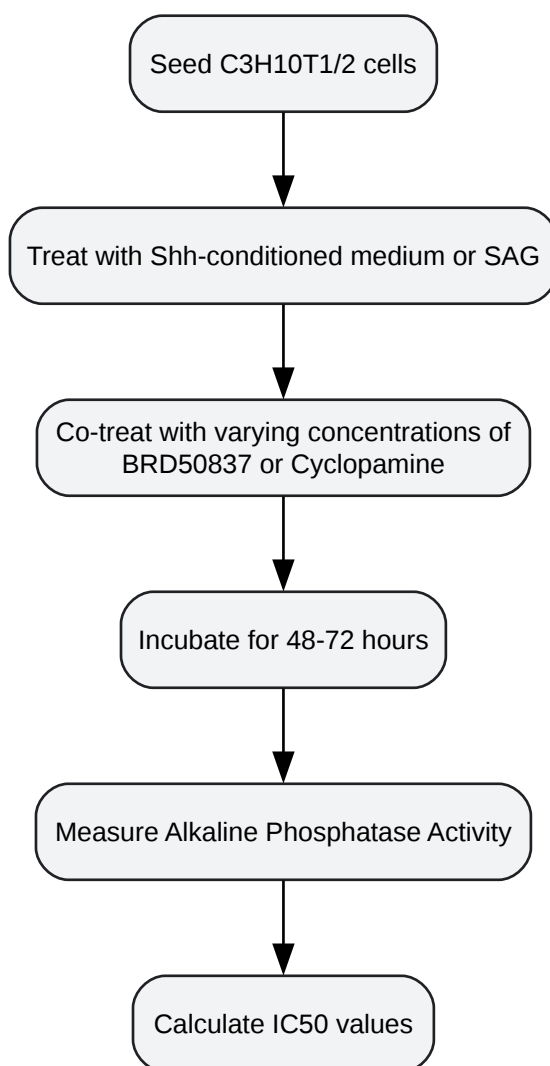 Seed C3H10T1/2 cells
Treat with Shh-conditioned medium or SAG
Co-treat with varying concentrations of
BRD50837 or Cyclopamine
Incubate for 48-72 hours
Measure Alkaline Phosphatase Activity
Calculate IC50 values